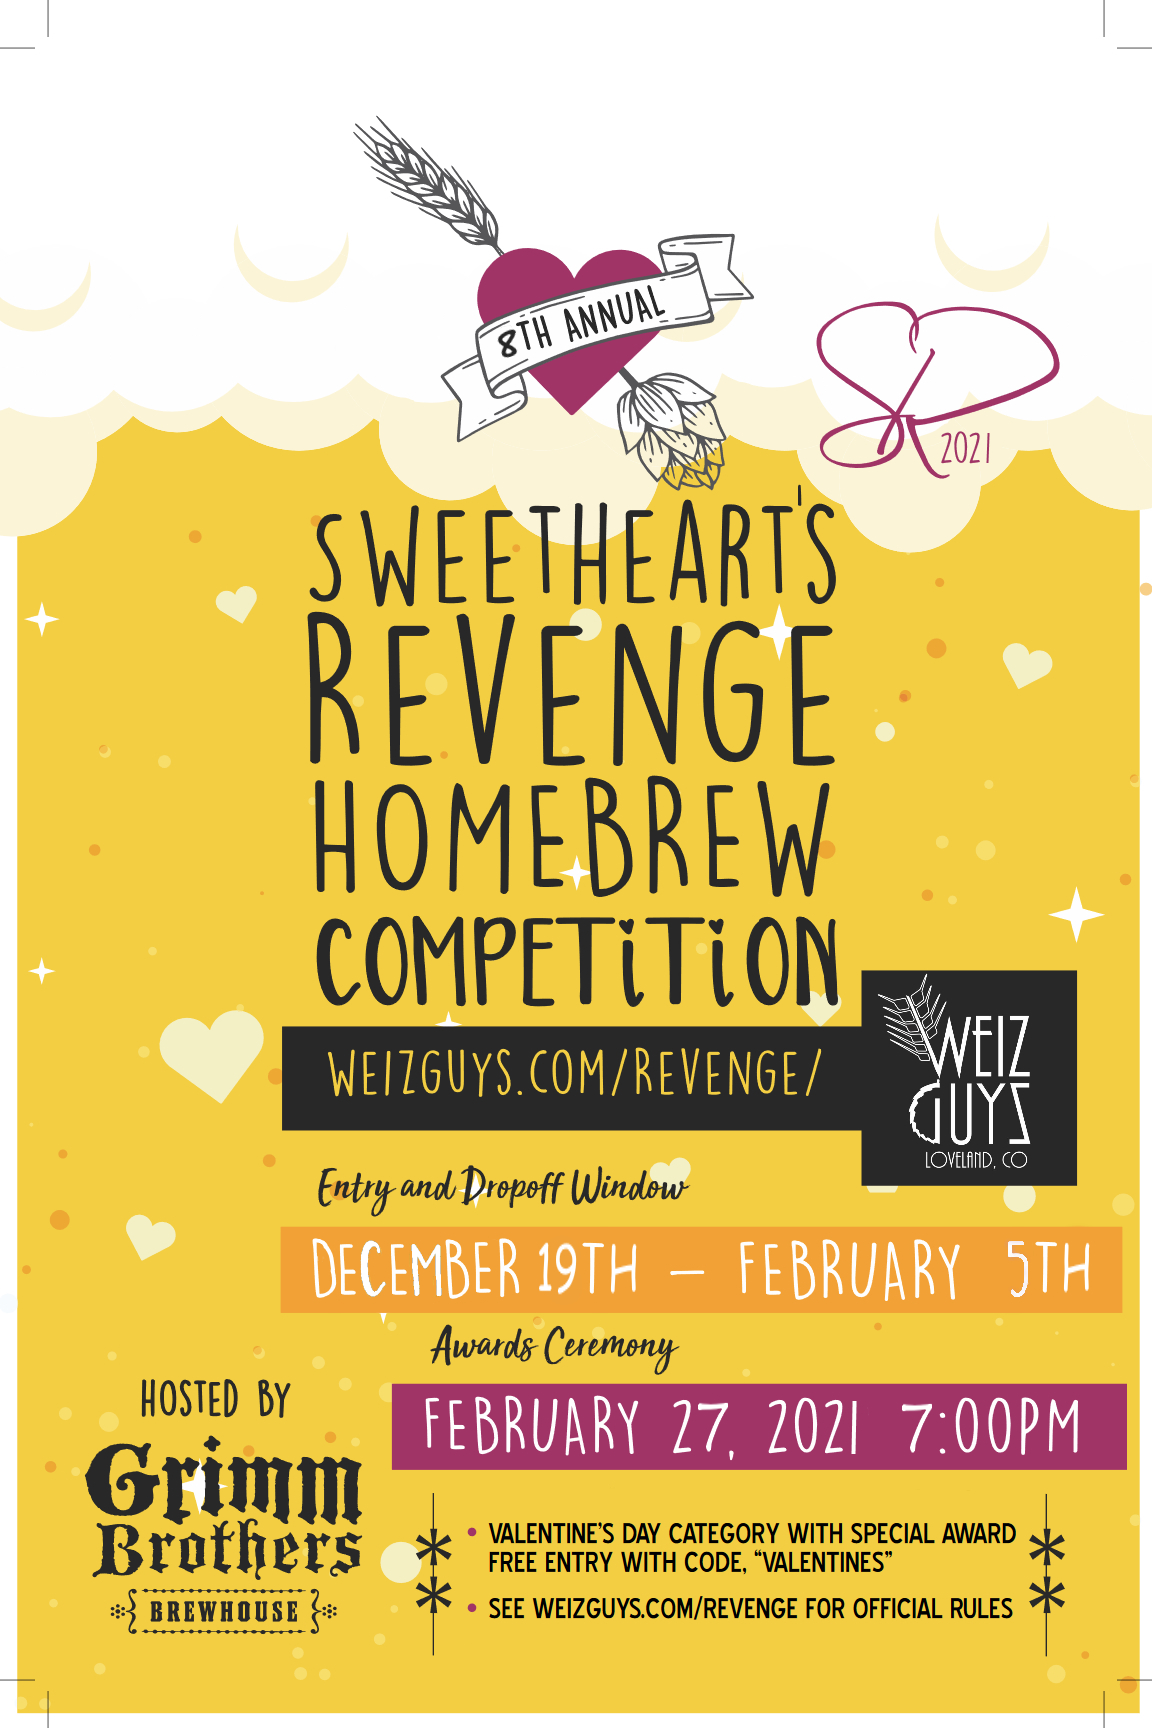 8TH ANNUAL
2021
SWEETHEART'S
REVENGE
HOMEBREW
COMPETITION
WEIZGUYS.COM/REVENGE/
WEIZ
GUYS
LOVELAND, CO
Entry and Dropoff Window
DECEMBER 19TH – FEBRUARY 5TH
Awards Ceremony
FEBRUARY 27, 2021 7:00PM
HOSTED BY
Grimm
Brothers
BREWHOUSE
• VALENTINE'S DAY CATEGORY WITH SPECIAL AWARD
FREE ENTRY WITH CODE, "VALENTINES"
• SEE WEIZGUYS.COM/REVENGE FOR OFFICIAL RULES